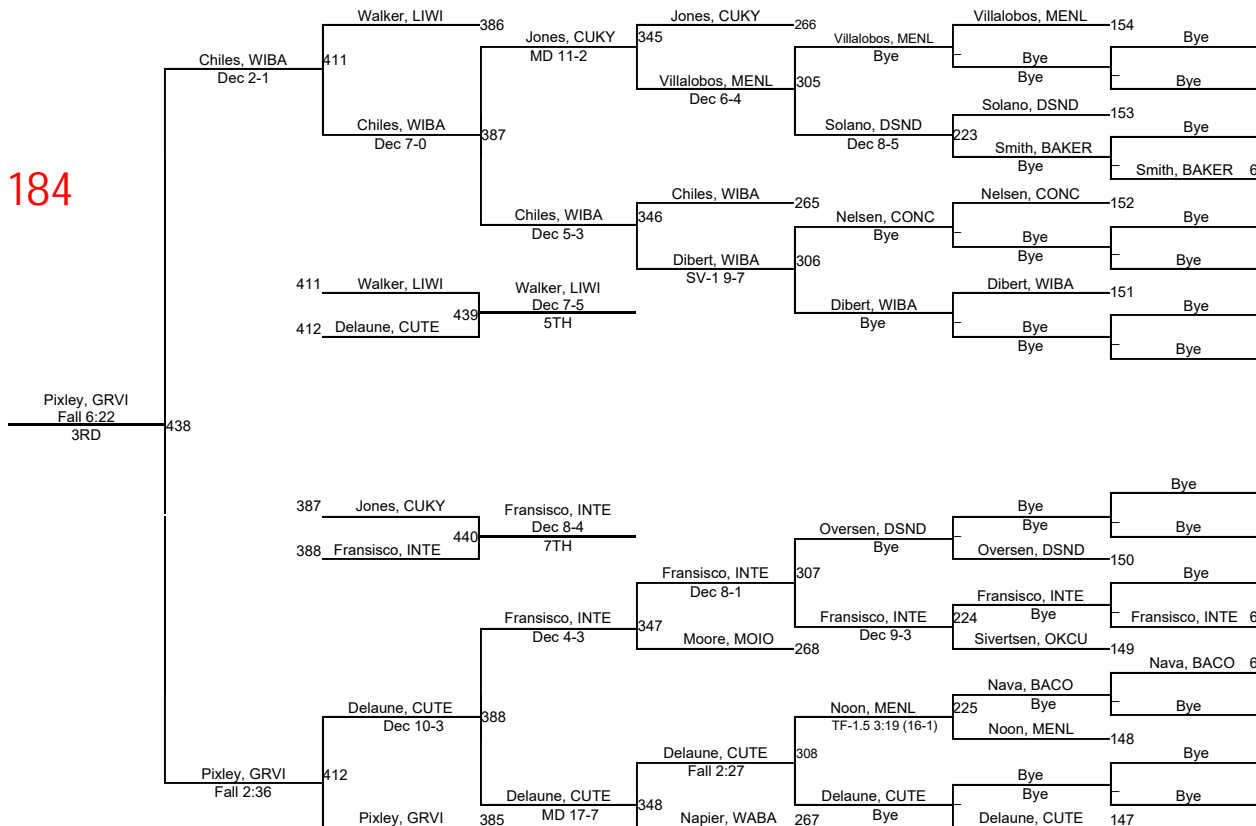 Walker, LIWI
386
Jones, CUKY
266
Villalobos, MENL
154
Bye
Jones, CUKY
MD 11-2
345
Villalobos, MENL
Bye
Bye
Bye
Bye
Chiles, WIBA
Dec 2-1
411
Villalobos, MENL
Dec 6-4
305
Solano, DSND
153
Chiles, WIBA
Dec 7-0
387
Solano, DSND
Dec 8-5
223
Smith, BAKER
Bye
Bye
Smith, BAKER 6
184
Chiles, WIBA
265
Nelsen, CONC
152
Chiles, WIBA
Dec 5-3
346
Nelsen, CONC
Bye
Bye
Bye
Bye
Bye
Dibert, WIBA
SV-1 9-7
306
411
Walker, LIWI
Walker, LIWI
Dec 7-5
5TH
439
412
Delaune, CUTE
Dibert, WIBA
Bye
Dibert, WIBA
151
Bye
Bye
Bye
Bye
Pixley, GRVI
Fall 6:22
3RD
438
387
Jones, CUKY
Fransisco, INTE
Dec 8-4
7TH
440
388
Fransisco, INTE
Oversen, DSND
Bye
Bye
Bye
Bye
Bye
Oversen, DSND
150
Fransisco, INTE
Dec 8-1
307
Fransisco, INTE
Dec 4-3
347
Fransisco, INTE
Dec 9-3
224
Fransisco, INTE
Bye
Bye
Fransisco, INTE 6
Moore, MOIO
268
Sivertsen, OKCU
149
Nava, BACO 6
Delaune, CUTE
Dec 10-3
388
Noon, MENL
TF-1.5 3:19 (16-1)
225
Nava, BACO
Bye
Bye
Noon, MENL
148
Pixley, GRVI
Fall 2:36
412
Delaune, CUTE
Fall 2:27
308
Bye
Bye
Bye
Bye
Pixley, GRVI
385
Delaune, CUTE
MD 17-7
348
Napier, WABA
267
Delaune, CUTE
Bye
Delaune, CUTE
147